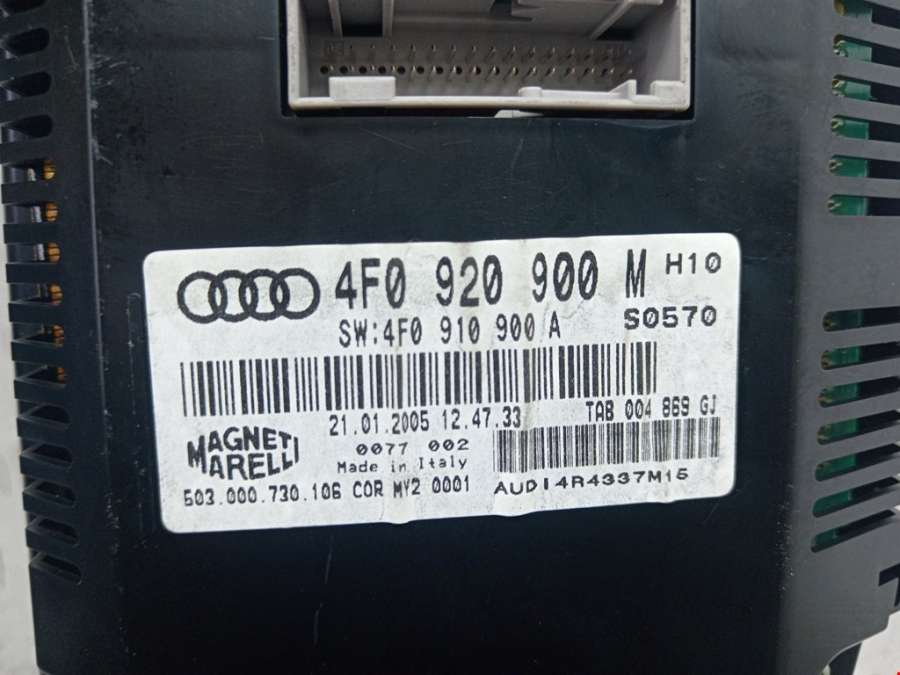 4F0 920 900 M H10
SW:4F0 910 900 A S0570
21.01.2005 12.47.33 TAB 004 869 GJ
0077 002
MAGNETI MARELLI
Made in Italy
503.000.730.106 COR MY2 0001 AUDI4R4337M15